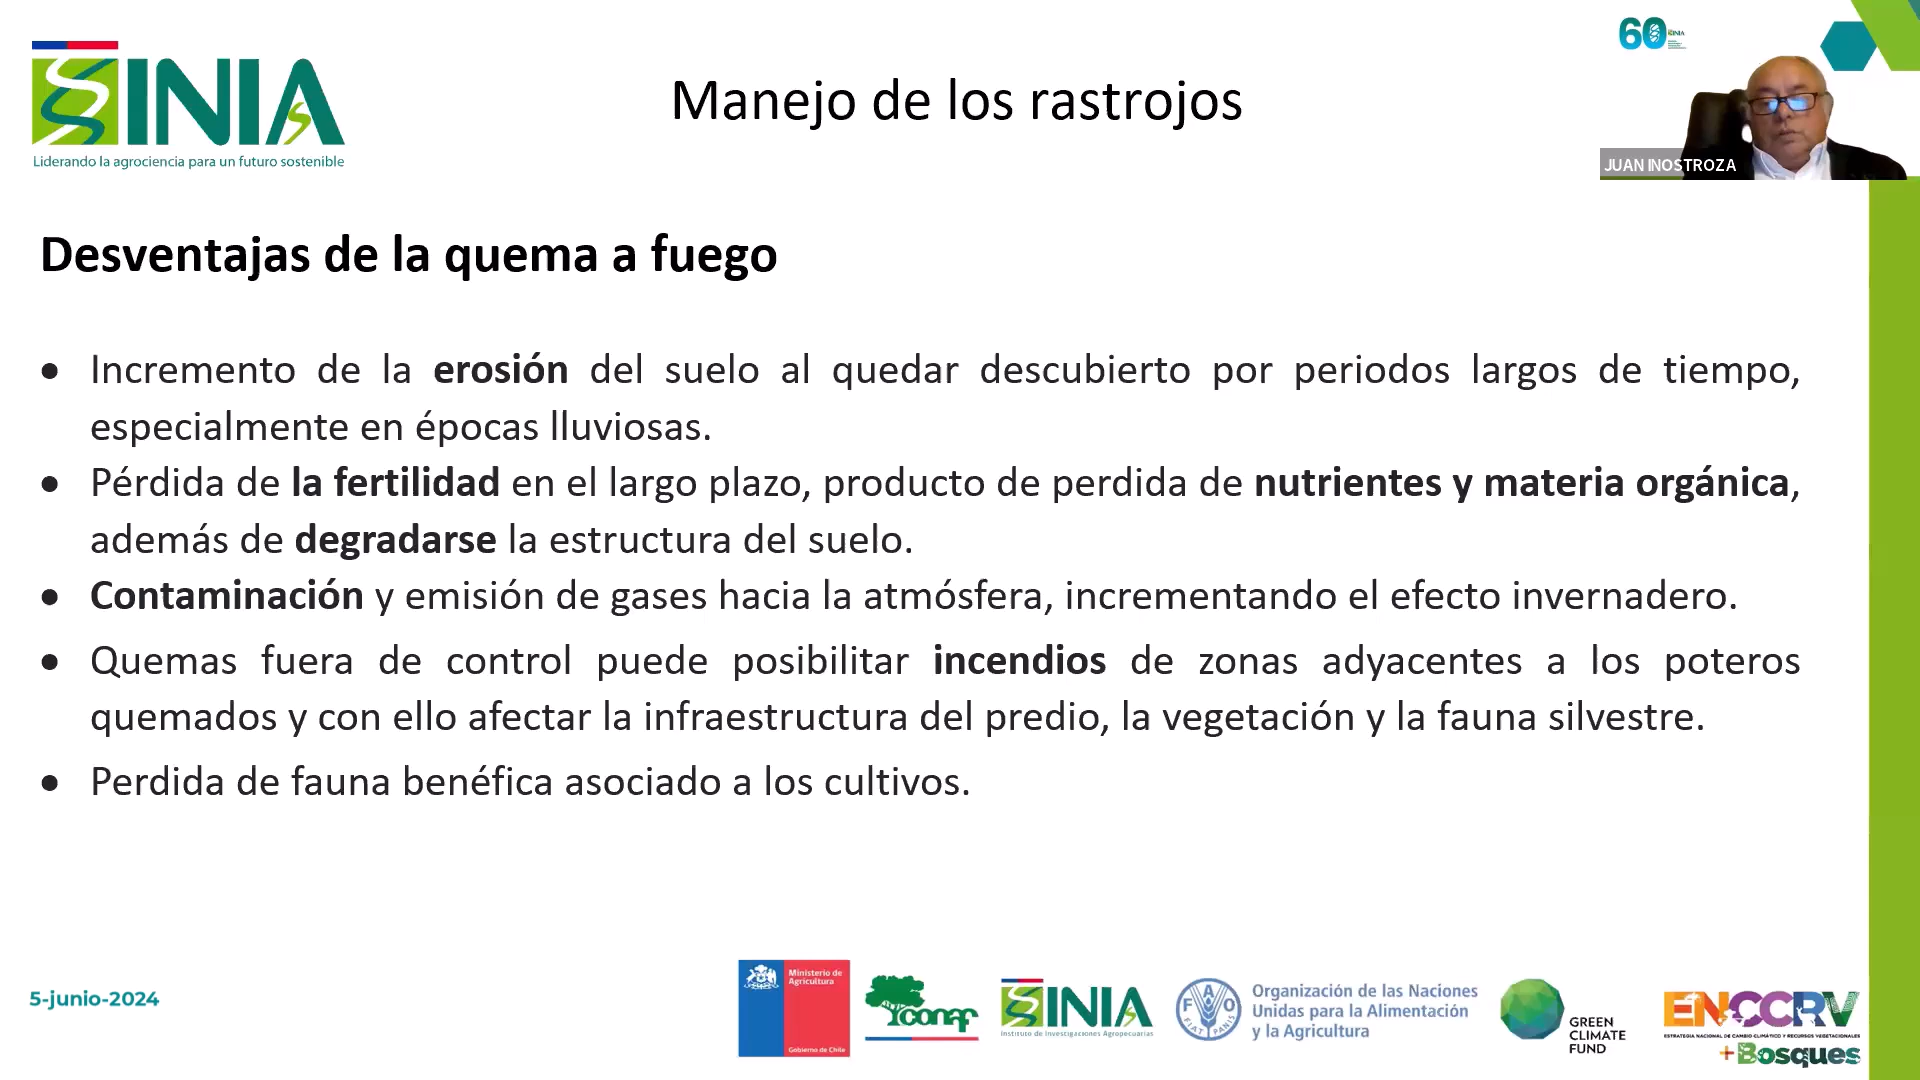 INIA
Liderando la agrociencia para un futuro sostenible
Manejo de los rastrojos
60
INIA
JUAN INOSTROZA
Desventajas de la quema a fuego
• Incremento de la erosión del suelo al quedar descubierto por periodos largos de tiempo,
especialmente en épocas lluviosas.
• Pérdida de la fertilidad en el largo plazo, producto de perdida de nutrientes y materia orgánica,
además de degradarse la estructura del suelo.
• Contaminación y emisión de gases hacia la atmósfera, incrementando el efecto invernadero.
• Quemas fuera de control puede posibilitar incendios de zonas adyacentes a los poteros
quemados y con ello afectar la infraestructura del predio, la vegetación y la fauna silvestre.
• Perdida de fauna benéfica asociado a los cultivos.
5-junio-2024
Ministerio de
Agricultura
Gobierno de Chile
conaf
INIA
Instituto de Investigaciones Agropecuarias
FAO
FIAT PANIS
Organización de las Naciones
Unidas para la Alimentación
y la Agricultura
GREEN
CLIMATE
FUND
ENCCRV
ESTRATEGIA NACIONAL DE CAMBIO CLIMÁTICO Y RECURSOS VEGETACIONALES
+Bosques